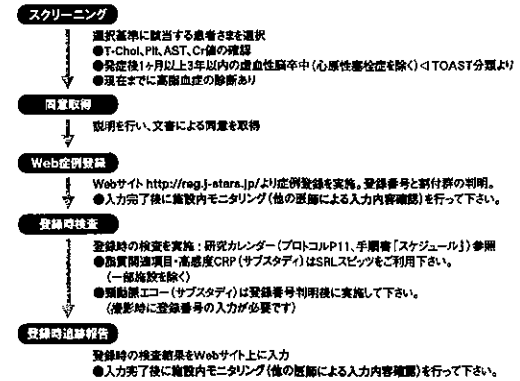 スクリーニング
選択基準に該当する患者さまを選択
●T-Chol、Plt、AST、Cr値の確認
●発症後1ヶ月以上3年以内の虚血性脳卒中(心原性塞栓症を除く)◁TOAST分類より
●現在までに高脂血症の診断あり
同意取得
説明を行い、文書による同意を取得
Web症例登録
Webサイト http://reg.j-stars.jp/より症例登録を実施。登録番号と割付群の判明。
●入力完了後に施設内モニタリング(他の医師による入力内容確認)を行って下さい。
登録時検査
登録時の検査を実施:研究カレンダー(プロトコルP11、手順書「スケジュール」)参照
●脂質関連項目・高感度CRP(サブスタディ)はSRLスピッツをご利用下さい。
(一部施設を除く)
●頸動脈エコー(サブスタディ)は登録番号判明後に実施して下さい。
(撮影時に登録番号の入力が必要です)
登録時追跡報告
登録時の検査結果をWebサイト上に入力
●入力完了後に施設内モニタリング(他の医師による入力内容確認)を行って下さい。